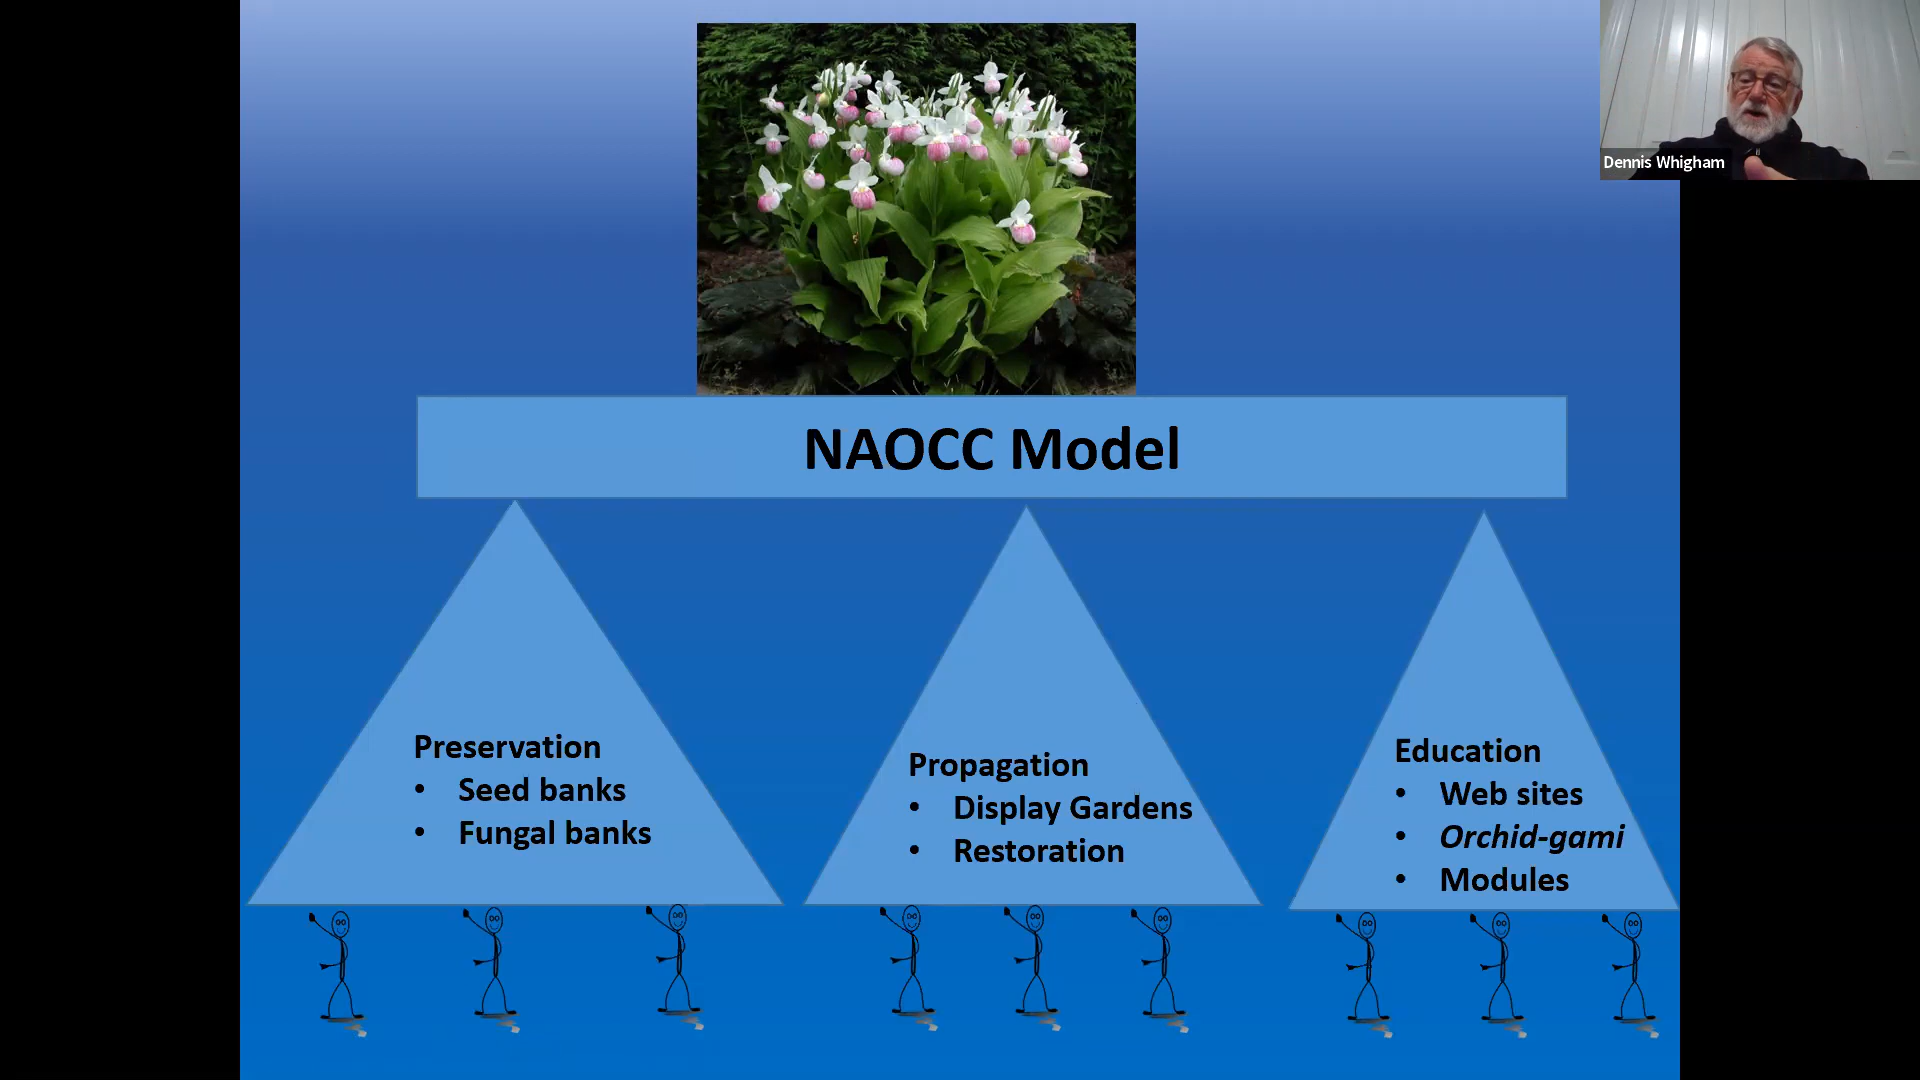 Dennis Whigham
NAOCC Model
Preservation
• Seed banks
• Fungal banks
Propagation
• Display Gardens
• Restoration
Education
• Web sites
• Orchid-gami
• Modules